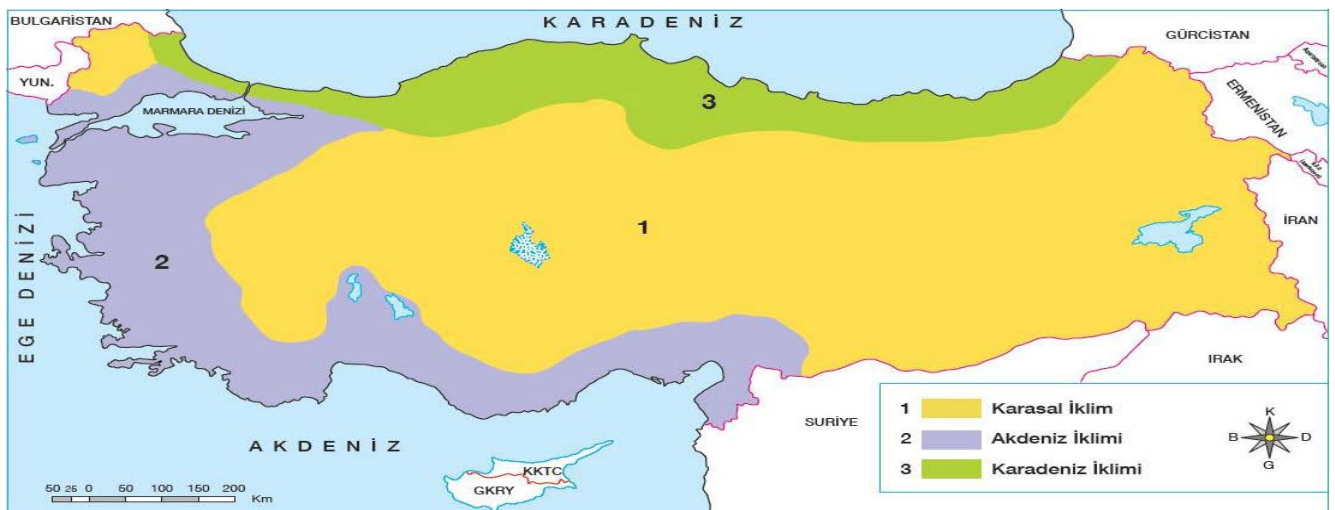 BULGARİSTAN
KARADENİZ
GÜRCİSTAN
YUN.
MARMARA DENİZİ
3
ERMENİSTAN
EGE DENİZİ
1
2
İRAN
IRAK
SURİYE
AKDENİZ
KKTC
GKRY
50 25 0 50 100 150 200
Km
1 Karasal İklim
2 Akdeniz İklimi
3 Karadeniz İklimi
K
B D
G